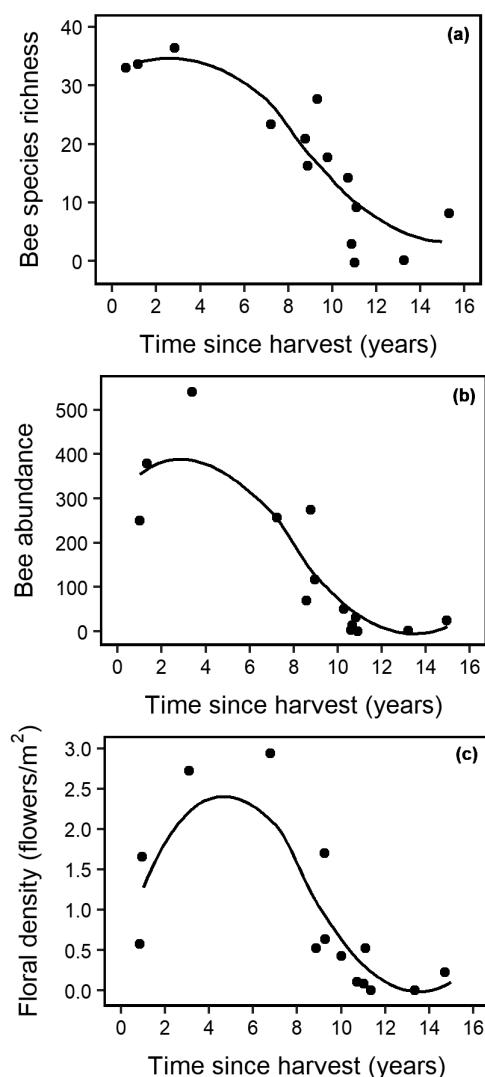 (a)
Bee species richness
40
30
20
10
0
0 2 4 6 8 10 12 14 16
Time since harvest (years)
(b)
Bee abundance
500
400
300
200
100
0
0 2 4 6 8 10 12 14 16
Time since harvest (years)
(c)
Floral density (flowers/m²)
3.0
2.5
2.0
1.5
1.0
0.5
0.0
0 2 4 6 8 10 12 14 16
Time since harvest (years)